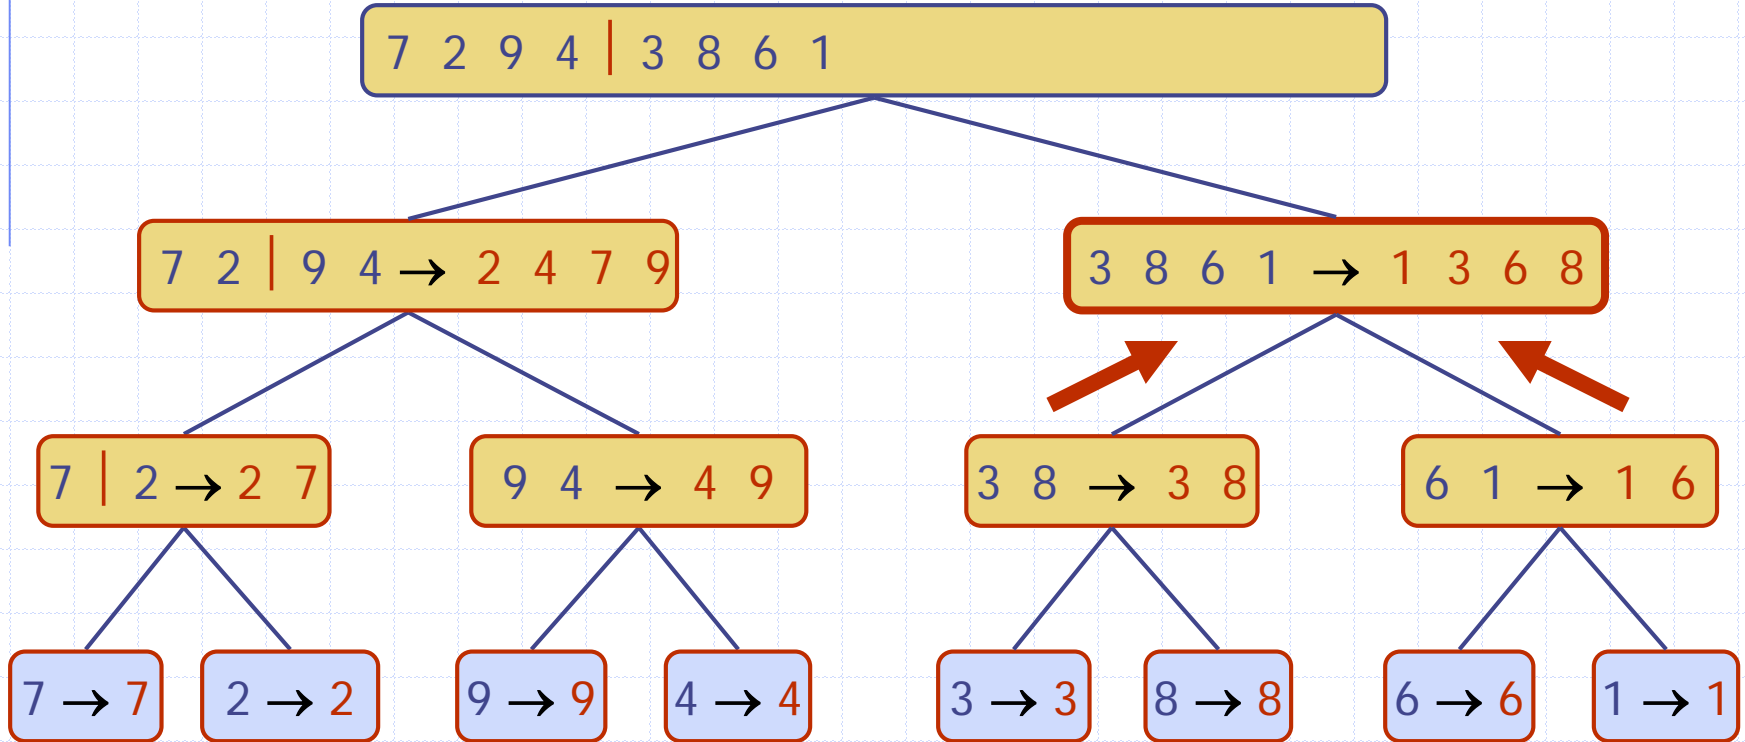 7 2 9 4 | 3 8 6 1
7 2 | 9 4 → 2 4 7 9
3 8 6 1 → 1 3 6 8
7 | 2 → 2 7
9 4 → 4 9
3 8 → 3 8
6 1 → 1 6
7 → 7
2 → 2
9 → 9
4 → 4
3 → 3
8 → 8
6 → 6
1 → 1